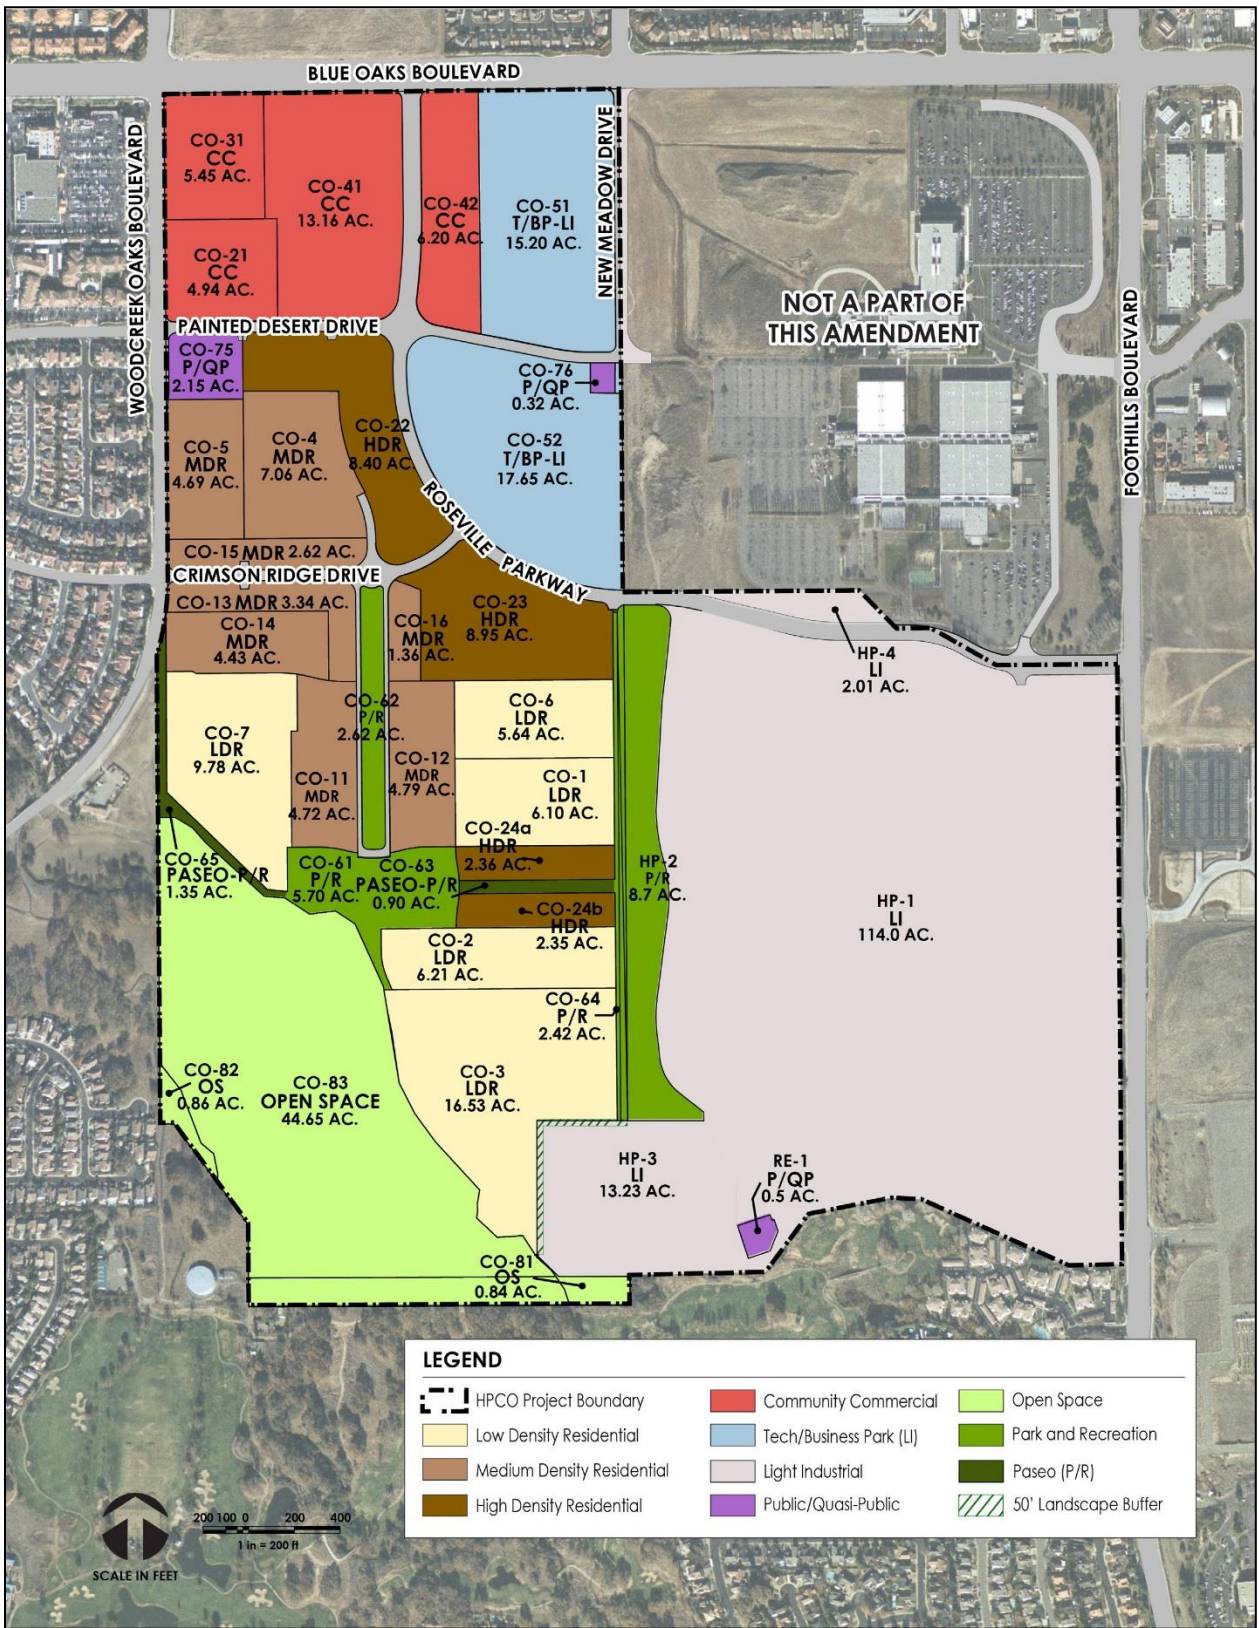 BLUE OAKS BOULEVARD
WOODCREEK OAKS BOULEVARD
NEW MEADOW DRIVE
FOOTHILLS BOULEVARD
CO-31
CC
5.45 AC.
CO-41
CC
13.16 AC.
CO-42
CC
6.20 AC.
CO-51
T/BP-LI
15.20 AC.
CO-21
CC
4.94 AC.
NOT A PART OF
THIS AMENDMENT
PAINTED DESERT DRIVE
CO-75
P/QP
2.15 AC.
CO-76
P/QP
0.32 AC.
CO-5
MDR
4.69 AC.
CO-4
MDR
7.06 AC.
CO-22
HDR
8.40 AC.
CO-52
T/BP-LI
17.65 AC.
ROSEVILLE PARKWAY
CO-15 MDR 2.62 AC.
CRIMSON RIDGE DRIVE
CO-13 MDR 3.34 AC.
CO-14
MDR
4.43 AC.
CO-16
MDR
1.36 AC.
CO-23
HDR
8.95 AC.
HP-4
LI
2.01 AC.
CO-62
P/R
2.62 AC.
CO-6
LDR
5.64 AC.
CO-7
LDR
9.78 AC.
CO-11
MDR
4.72 AC.
CO-12
MDR
4.79 AC.
CO-1
LDR
6.10 AC.
CO-24a
HDR
2.36 AC.
CO-65
PASEO-P/R
1.35 AC.
CO-61
P/R
5.70 AC.
CO-63
PASEO-P/R
0.90 AC.
HP-2
P/R
8.7 AC.
HP-1
LI
114.0 AC.
CO-24b
HDR
2.35 AC.
CO-2
LDR
6.21 AC.
CO-64
P/R
2.42 AC.
CO-82
OS
0.86 AC.
CO-83
OPEN SPACE
44.65 AC.
CO-3
LDR
16.53 AC.
HP-3
LI
13.23 AC.
RE-1
P/QP
0.5 AC.
CO-81
OS
0.84 AC.
LEGEND
HPCO Project Boundary
Low Density Residential
Medium Density Residential
High Density Residential
Community Commercial
Tech/Business Park (LI)
Light Industrial
Public/Quasi-Public
Open Space
Park and Recreation
Paseo (P/R)
50' Landscape Buffer
200 100 0 200 400
1 in = 200 ft
SCALE IN FEET